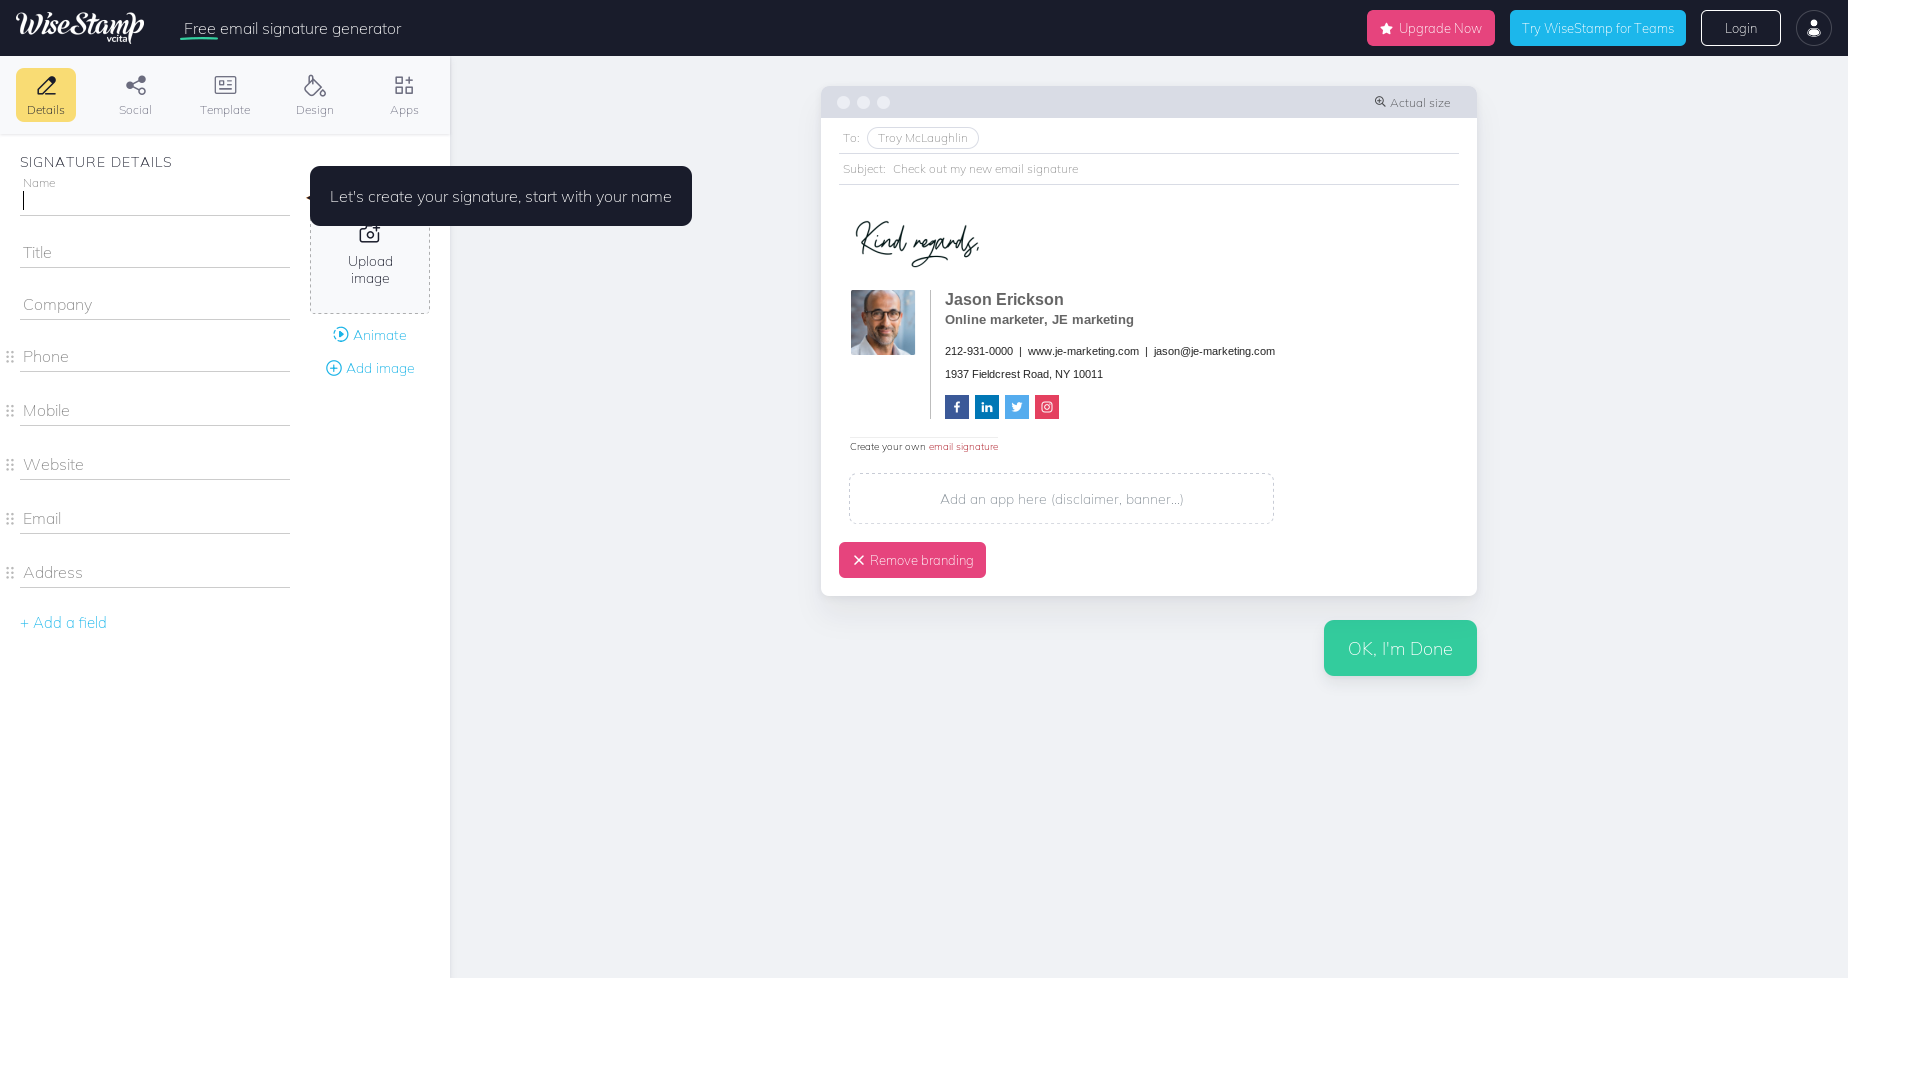 WiseStamp
vcita
Free email signature generator
Upgrade Now
Try WiseStamp for Teams
Login
Details
Social
Template
Design
Apps
SIGNATURE DETAILS
Name
Let's create your signature, start with your name
Title
Company
Phone
Mobile
Website
Email
Address
+ Add a field
Upload
image
Animate
Add image
Actual size
To: Troy McLaughlin
Subject: Check out my new email signature
Kind regards,
Jason Erickson
Online marketer, JE marketing
212-931-0000 | www.je-marketing.com | jason@je-marketing.com
1937 Fieldcrest Road, NY 10011
Create your own email signature
Add an app here (disclaimer, banner...)
Remove branding
OK, I'm Done